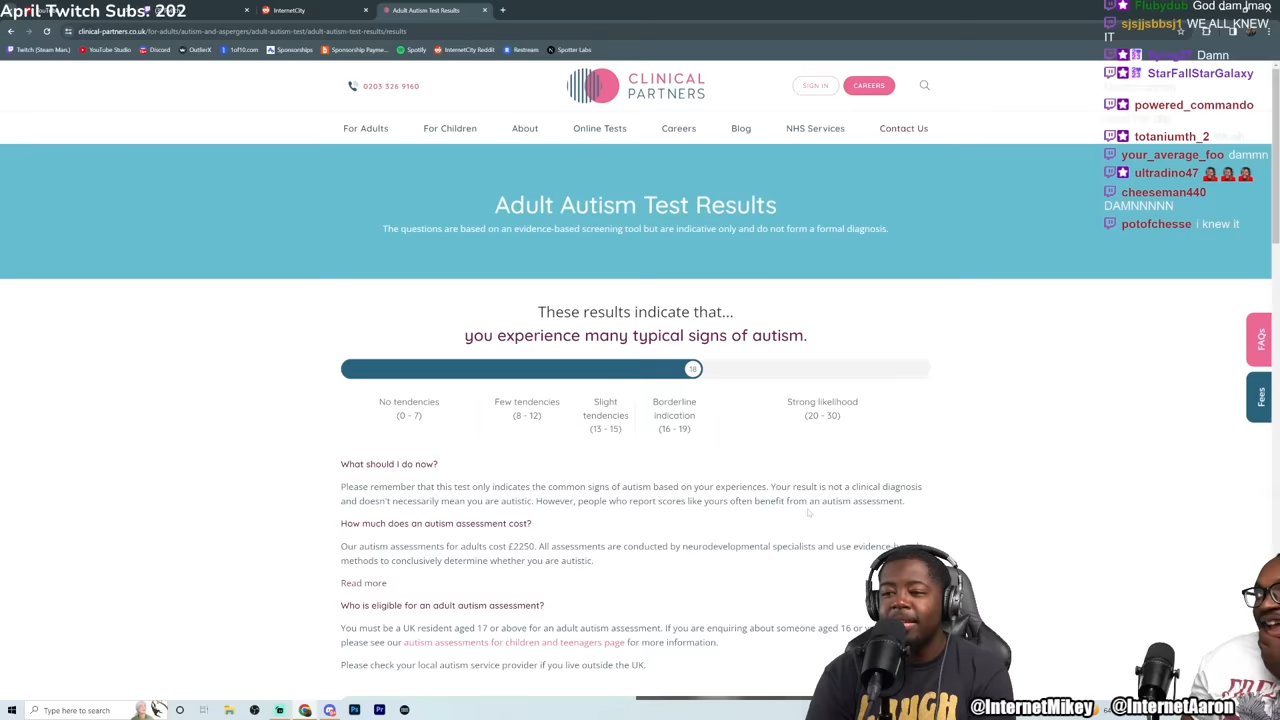 April Twitch Subs: 202
InternetCity
Adult Autism Test Results
clinical-partners.co.uk/for-adults/autism-and-aspergers/adult-autism-test/autism-test-results/results
Twitch (Steam Man.)
YouTube Studio
Discord
OutlierX
1of10.com
Sponsorships
Sponsorship Payme...
Spotify
InternetCity Reddit
Restream
Spotter Labs
Flubydub God dam lmao
sjsjjsbbsj1 WE ALL KNEW
IT
Damn
StarFallStarGalaxy
powered_commando
totaniumth_2
your_average_foo dammn
ultradino47
cheeseman440
DAMNNNN
potofchesse i knew it
0203 326 9160
CLINICAL
PARTNERS
SIGN IN
CAREERS
For Adults
For Children
About
Online Tests
Careers
Blog
NHS Services
Contact Us
Adult Autism Test Results
The questions are based on an evidence-based screening tool but are indicative only and do not form a formal diagnosis.
These results indicate that...
you experience many typical signs of autism.
18
No tendencies
(0 - 7)
Few tendencies
(8 - 12)
Slight
tendencies
(13 - 15)
Borderline
indication
(16 - 19)
Strong likelihood
(20 - 30)
FAQs
Fees
What should I do now?
Please remember that this test only indicates the common signs of autism based on your experiences. Your result is not a clinical diagnosis
and doesn't necessarily mean you are autistic. However, people who report scores like yours often benefit from an autism assessment.
How much does an autism assessment cost?
Our autism assessments for adults cost £2250. All assessments are conducted by neurodevelopmental specialists and use
methods to conclusively determine whether you are autistic.
Read more
Who is eligible for an adult autism assessment?
You must be a UK resident aged 17 or above for an adult autism assessment. If you are enquiring about someone aged 16 or
please see our autism assessments for children and teenagers page for more information.
Please check your local autism service provider if you live outside the UK.
LAUGH
@InternetMikey
@InternetAaron
Type here to search